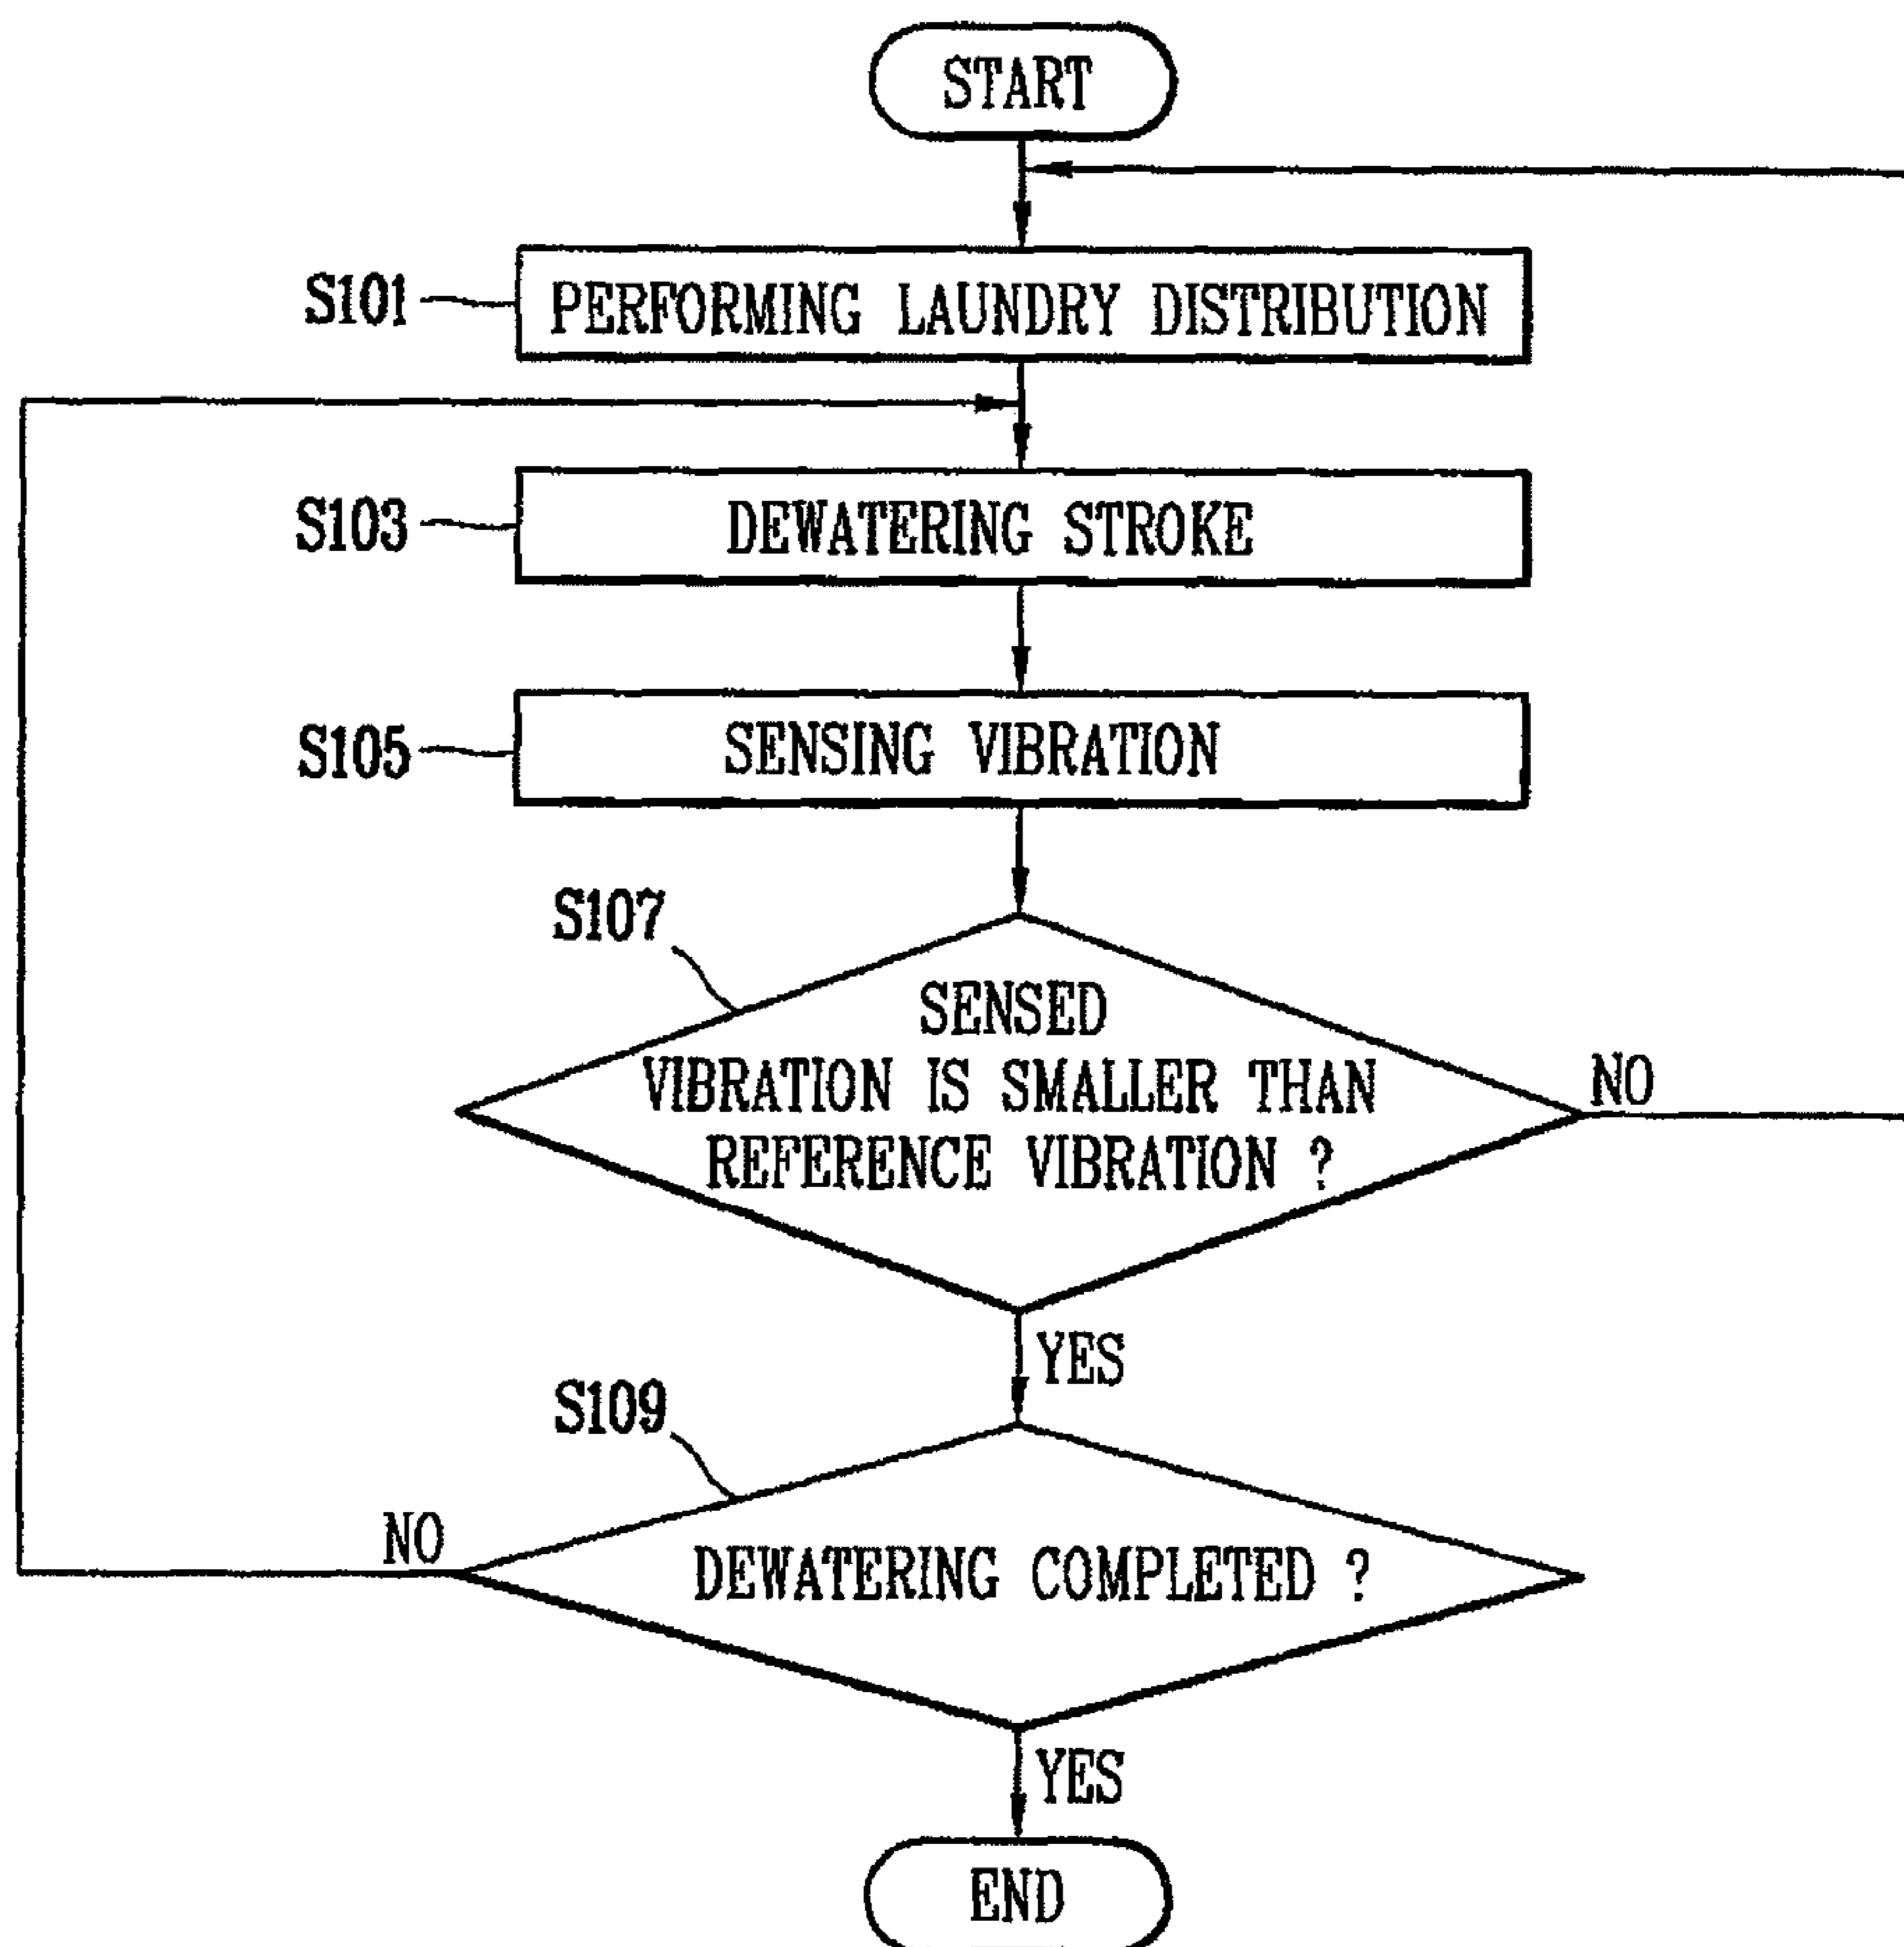 START
S101
PERFORMING LAUNDRY DISTRIBUTION
S103
DEWATERING STROKE
S105
SENSING VIBRATION
S107
SENSED
VIBRATION IS SMALLER THAN
REFERENCE VIBRATION ?
NO
YES
S109
NO
DEWATERING COMPLETED ?
YES
END